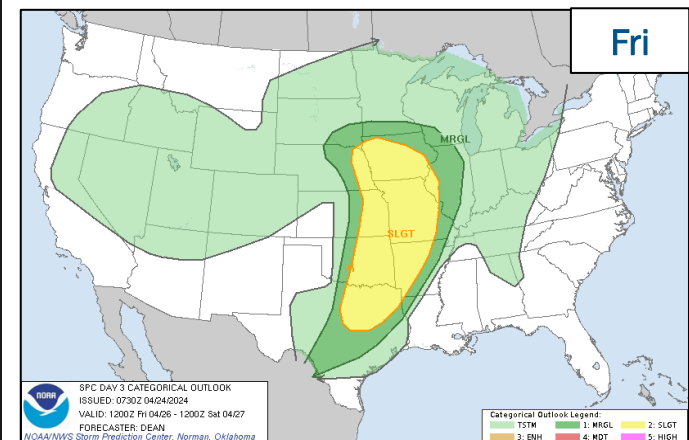 Fri
MRGL
SLGT
NOAA
SPC DAY 3 CATEGORICAL OUTLOOK
ISSUED: 0730Z 04/24/2024
VALID: 1200Z Fri 04/26 - 1200Z Sat 04/27
FORECASTER: DEAN
NOAA/NWS Storm Prediction Center, Norman, Oklahoma
Categorical Outlook Legend:
TSTM 1: MRGL 2: SLGT
3: ENH 4: MDT 5: HIGH